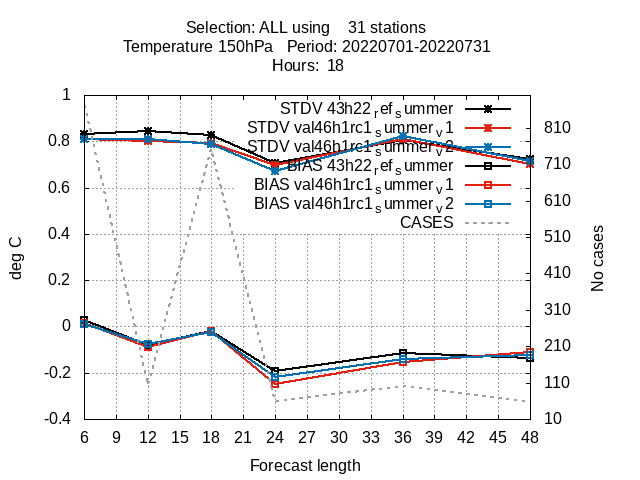 Selection: ALL using 31 stations
Temperature 150hPa Period: 20220701-20220731
Hours: 18
STDV 43h22_ref_summer
STDV val46h1rc1_summer_v1
STDV val46h1rc1_summer_v2
BIAS 43h22_ref_summer
BIAS val46h1rc1_summer_v1
BIAS val46h1rc1_summer_v2
CASES
deg C
1
0.8
0.6
0.4
0.2
0
-0.2
-0.4
No cases
810
710
610
510
410
310
210
110
10
6 9 12 15 18 21 24 27 30 33 36 39 42 45 48
Forecast length